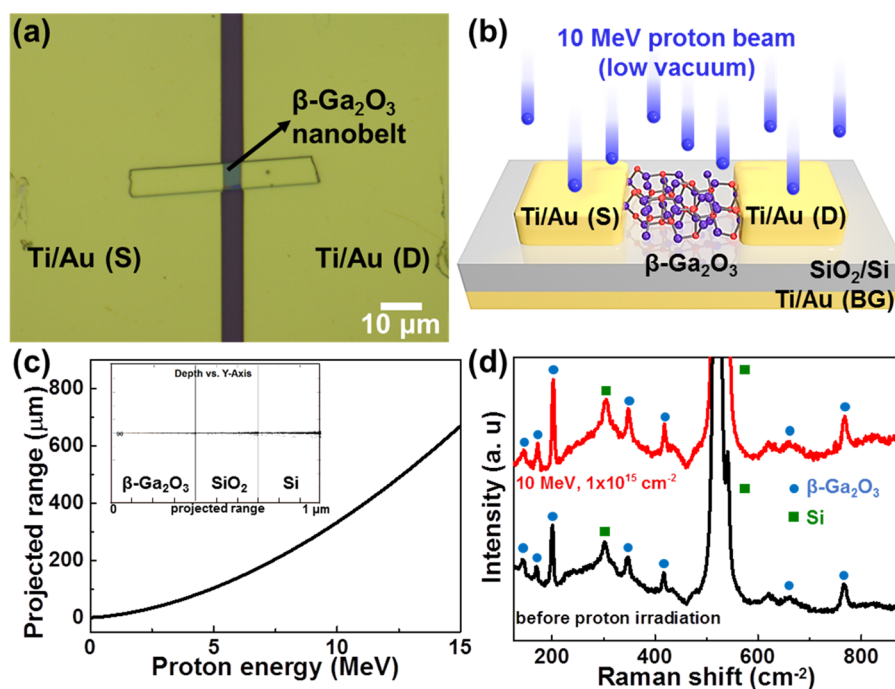 (a)
β-Ga₂O₃
nanobelt
Ti/Au (S)
Ti/Au (D)
10 μm
(b)
10 MeV proton beam
(low vacuum)
Ti/Au (S)
Ti/Au (D)
β-Ga₂O₃
SiO₂/Si
Ti/Au (BG)
(c)
Projected range (μm)
800
600
400
200
0
Depth vs. Y-Axis
β-Ga₂O₃
SiO₂
Si
0
projected range
1 μm
0
5
10
15
Proton energy (MeV)
(d)
Intensity (a. u)
10 MeV, 1x10¹⁵ cm⁻²
β-Ga₂O₃
Si
before proton irradiation
200
400
600
800
Raman shift (cm⁻²)